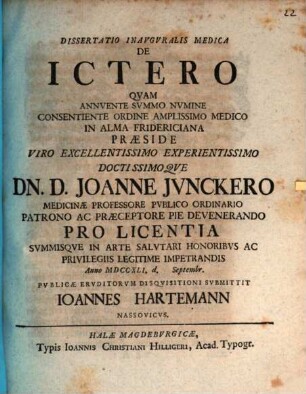 22
DISSERTATIO INAVGVRALIS MEDICA
DE
ICTERO
QVAM
ANNVENTE SVMMO NVMINE
CONSENTIENTE ORDINE AMPLISSIMO MEDICO
IN ALMA FRIDERICIANA
PRÆSIDE
VIRO EXCELLENTISSIMO EXPERIENTISSIMO
DOCTISSIMOQVE
DN. D. JOANNE JVNCKERO
MEDICINÆ PROFESSORE PVBLICO ORDINARIO
PATRONO AC PRÆCEPTORE PIE DEVENERANDO
PRO LICENTIA
SVMMISQVE IN ARTE SALVTARI HONORIBVS AC
PRIVILEGIIS LEGITIME IMPETRANDIS
Anno MDCCXLI. d. Septembr.
PVBLICÆ ERVDITORVM DISQVISITIONI SVBMITTIT
IOANNES HARTEMANN
NASSOVICVS.
HALÆ MAGDEBVRGICÆ,
Typis IOANNIS CHRISTIANI HILLIGERI, Acad. Typogr.